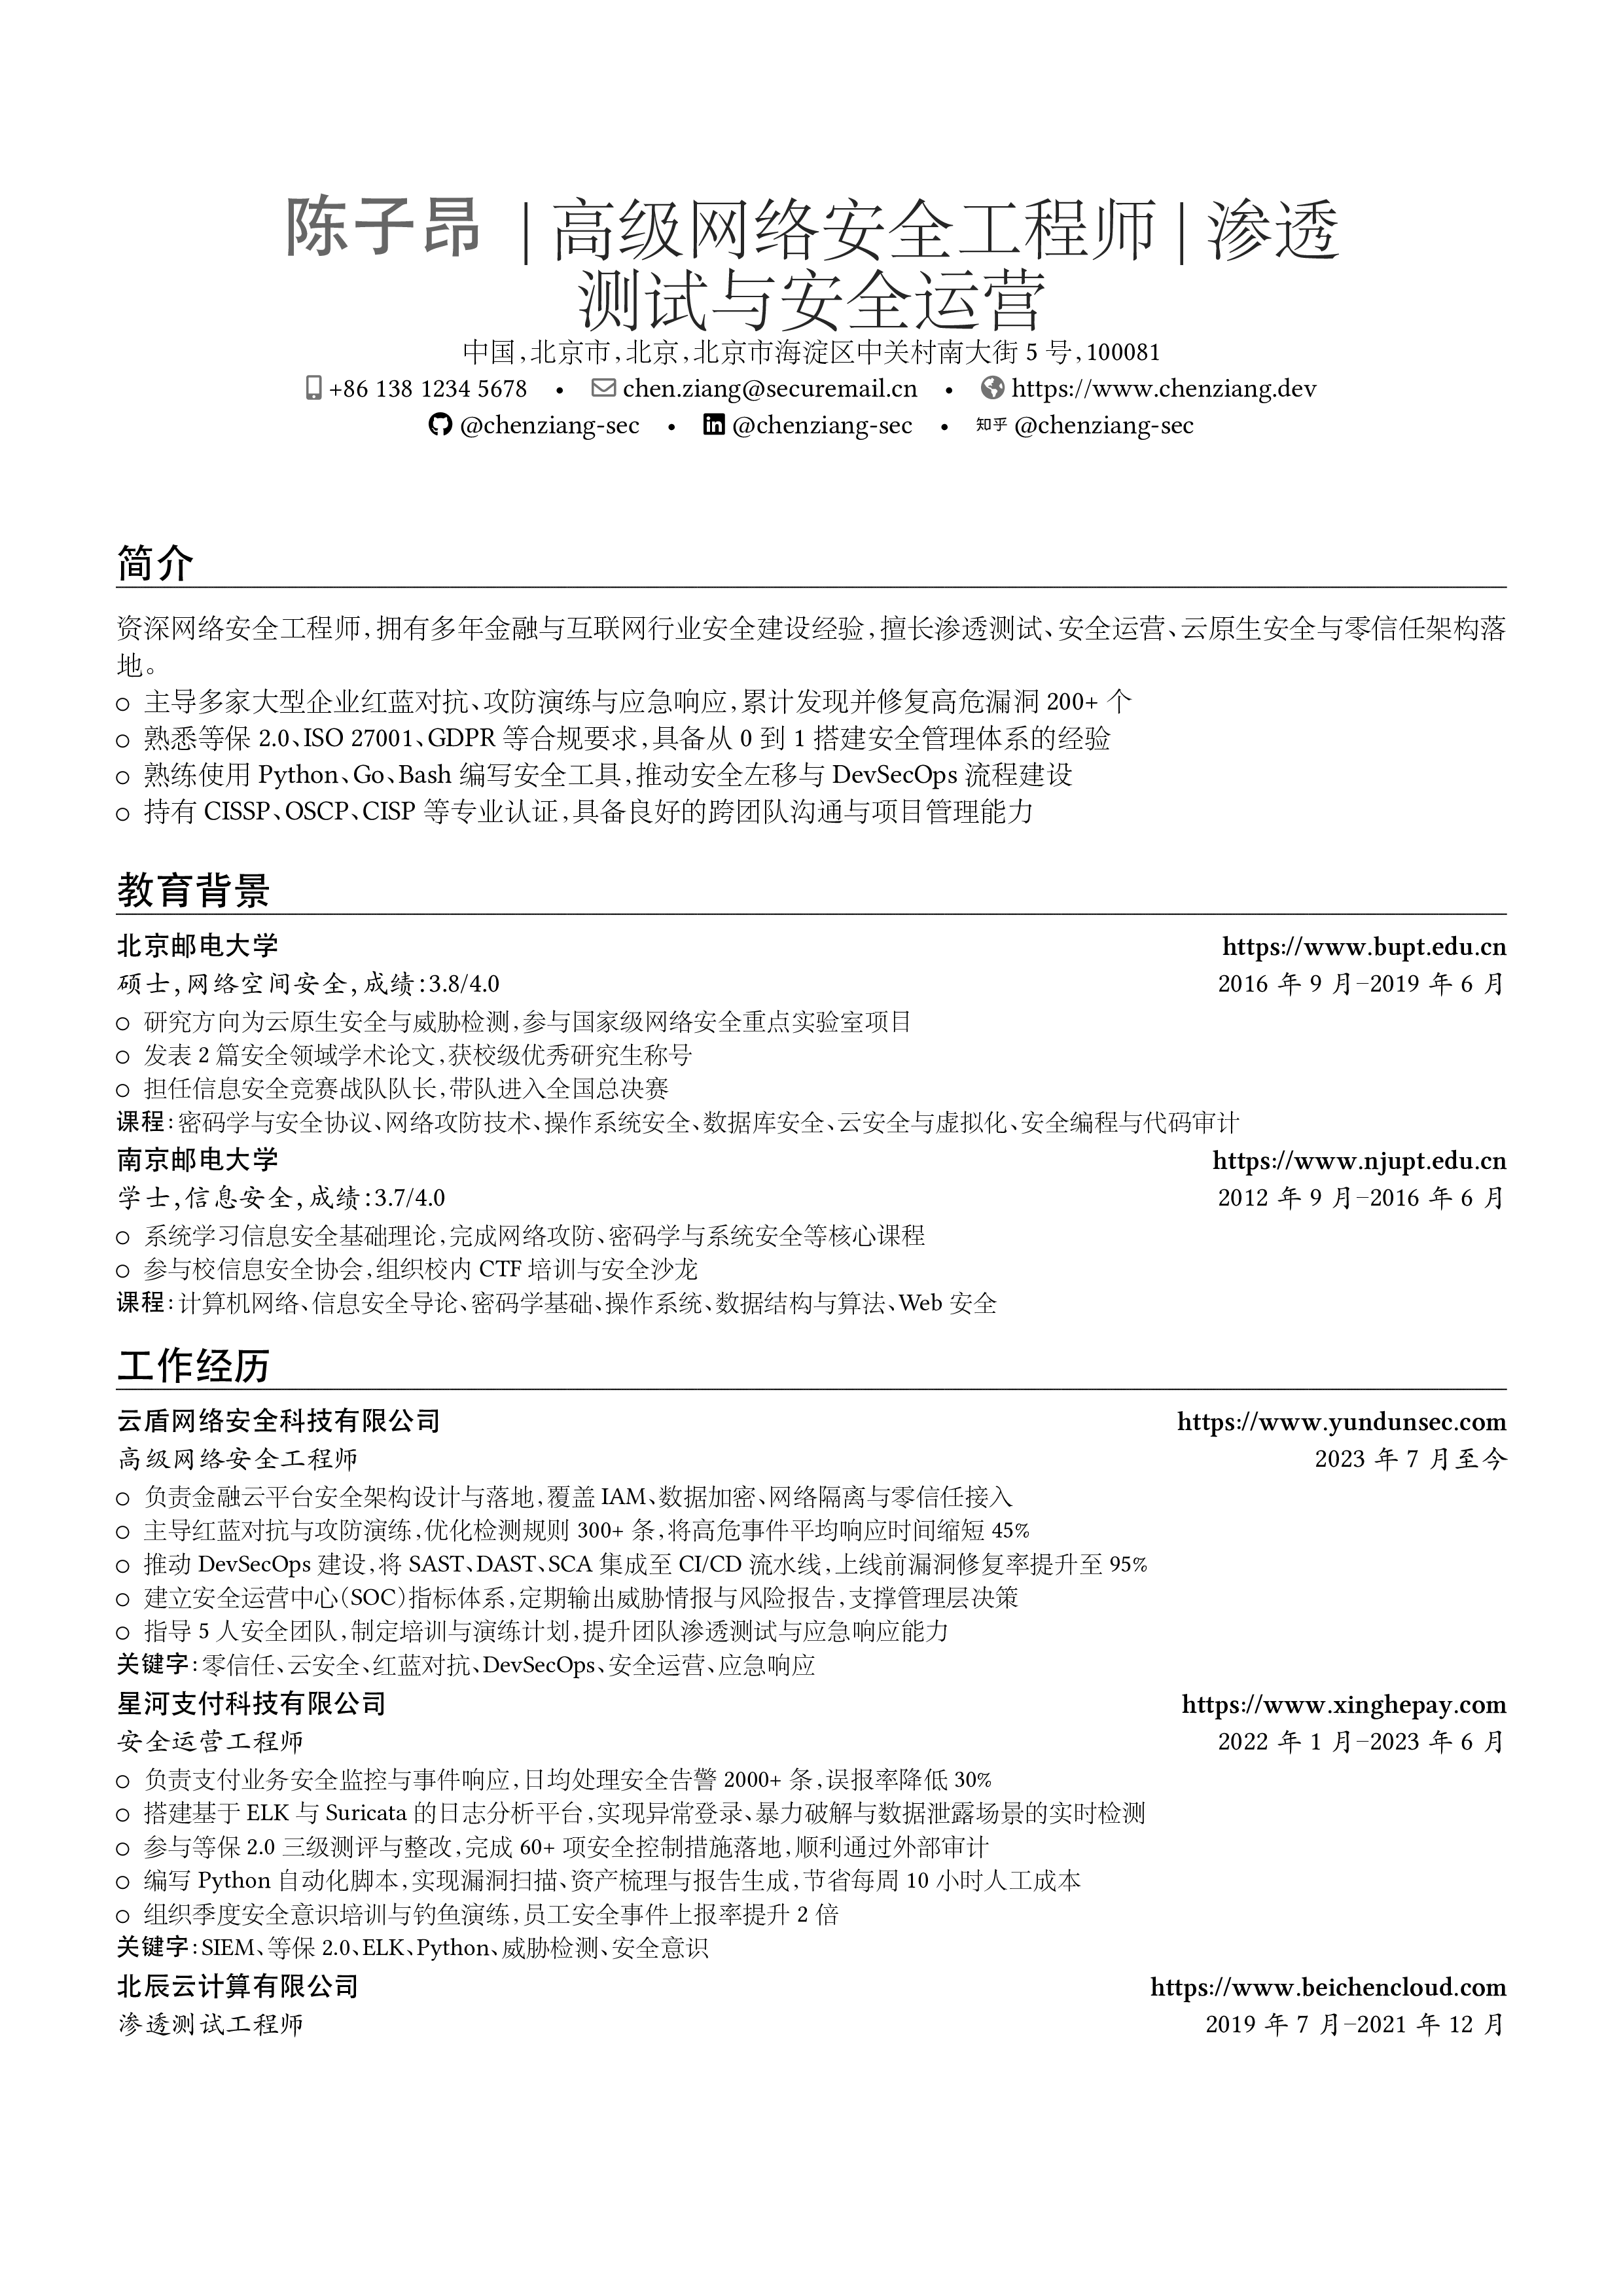 陈子昂 | 高级网络安全工程师 | 渗透
测试与安全运营
中国,北京市,北京,北京市海淀区中关村南大街 5 号,100081
+86 138 1234 5678 • chen.ziang@securemail.cn • https://www.chenziang.dev
@chenziang-sec • @chenziang-sec • 知乎 @chenziang-sec
简介
资深网络安全工程师,拥有多年金融与互联网行业安全建设经验,擅长渗透测试、安全运营、云原生安全与零信任架构落
地。
○ 主导多家大型企业红蓝对抗、攻防演练与应急响应,累计发现并修复高危漏洞 200+ 个
○ 熟悉等保 2.0、ISO 27001、GDPR 等合规要求,具备从 0 到 1 搭建安全管理体系的经验
○ 熟练使用 Python、Go、Bash 编写安全工具,推动安全左移与 DevSecOps 流程建设
○ 持有 CISSP、OSCP、CISP 等专业认证,具备良好的跨团队沟通与项目管理能力
教育背景
北京邮电大学 https://www.bupt.edu.cn
硕士,网络空间安全,成绩:3.8/4.0 2016 年 9 月–2019 年 6 月
○ 研究方向为云原生安全与威胁检测,参与国家级网络安全重点实验室项目
○ 发表 2 篇安全领域学术论文,获校级优秀研究生称号
○ 担任信息安全竞赛战队队长,带队进入全国总决赛
课程:密码学与安全协议、网络攻防技术、操作系统安全、数据库安全、云安全与虚拟化、安全编程与代码审计
南京邮电大学 https://www.njupt.edu.cn
学士,信息安全,成绩:3.7/4.0 2012 年 9 月–2016 年 6 月
○ 系统学习信息安全基础理论,完成网络攻防、密码学与系统安全等核心课程
○ 参与校信息安全协会,组织校内 CTF 培训与安全沙龙
课程:计算机网络、信息安全导论、密码学基础、操作系统、数据结构与算法、Web 安全
工作经历
云盾网络安全科技有限公司 https://www.yundunsec.com
高级网络安全工程师 2023 年 7 月至今
○ 负责金融云平台安全架构设计与落地,覆盖 IAM、数据加密、网络隔离与零信任接入
○ 主导红蓝对抗与攻防演练,优化检测规则 300+ 条,将高危事件平均响应时间缩短 45%
○ 推动 DevSecOps 建设,将 SAST、DAST、SCA 集成至 CI/CD 流水线,上线前漏洞修复率提升至 95%
○ 建立安全运营中心(SOC)指标体系,定期输出威胁情报与风险报告,支撑管理层决策
○ 指导 5 人安全团队,制定培训与演练计划,提升团队渗透测试与应急响应能力
关键字:零信任、云安全、红蓝对抗、DevSecOps、安全运营、应急响应
星河支付科技有限公司 https://www.xinghepay.com
安全运营工程师 2022 年 1 月–2023 年 6 月
○ 负责支付业务安全监控与事件响应,日均处理安全告警 2000+ 条,误报率降低 30%
○ 搭建基于 ELK 与 Suricata 的日志分析平台,实现异常登录、暴力破解与数据泄露场景的实时检测
○ 参与等保 2.0 三级测评与整改,完成 60+ 项安全控制措施落地,顺利通过外部审计
○ 编写 Python 自动化脚本,实现漏洞扫描、资产梳理与报告生成,节省每周 10 小时人工成本
○ 组织季度安全意识培训与钓鱼演练,员工安全事件上报率提升 2 倍
关键字:SIEM、等保 2.0、ELK、Python、威胁检测、安全意识
北辰云计算有限公司 https://www.beichencloud.com
渗透测试工程师 2019 年 7 月–2021 年 12 月